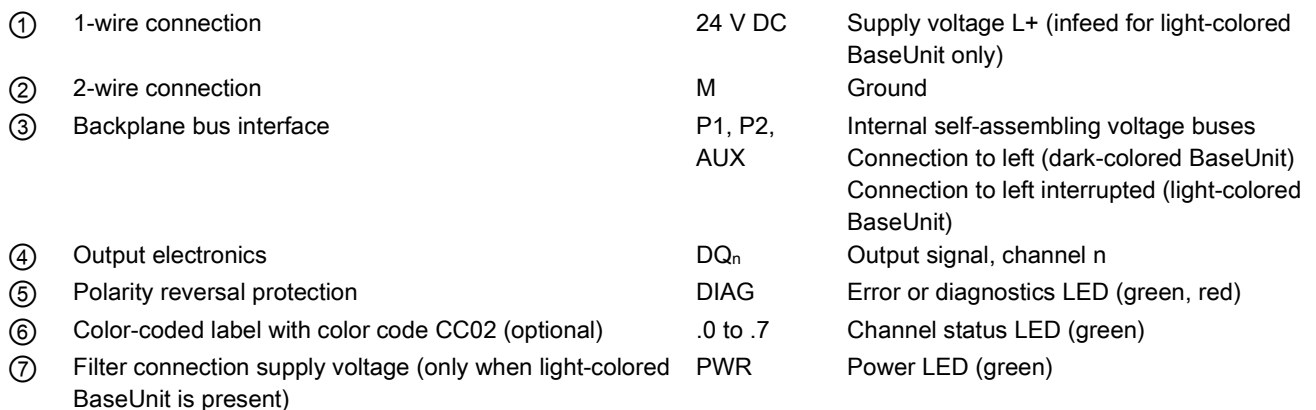 ① 1-wire connection 24 V DC Supply voltage L+ (infeed for light-colored
BaseUnit only)
② 2-wire connection M Ground
③ Backplane bus interface P1, P2, Internal self-assembling voltage buses
AUX Connection to left (dark-colored BaseUnit)
Connection to left interrupted (light-colored
BaseUnit)
④ Output electronics DQn Output signal, channel n
⑤ Polarity reversal protection DIAG Error or diagnostics LED (green, red)
⑥ Color-coded label with color code CC02 (optional) .0 to .7 Channel status LED (green)
⑦ Filter connection supply voltage (only when light-colored PWR Power LED (green)
BaseUnit is present)